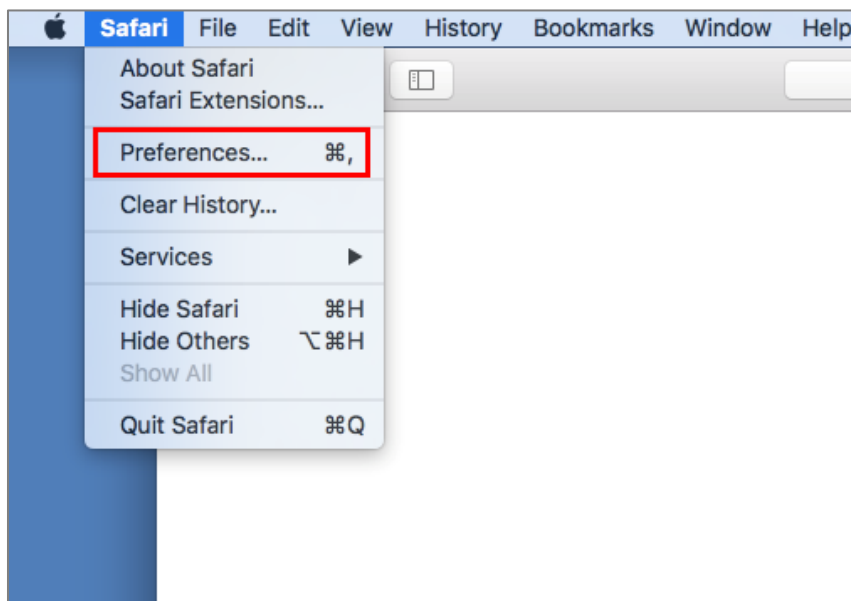 Safari File Edit View History Bookmarks Window Help
About Safari
Safari Extensions...
Preferences... ⌘,
Clear History...
Services ▶
Hide Safari ⌘H
Hide Others ⌥⌘H
Show All
Quit Safari ⌘Q